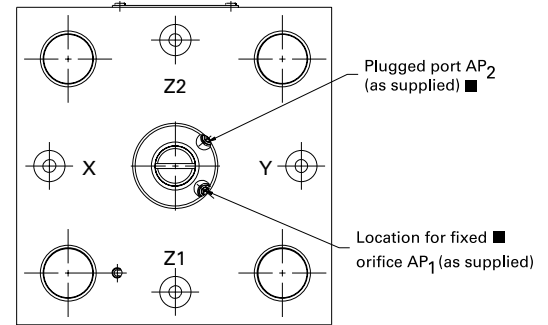 Plugged port AP2
(as supplied) ■
Z2
X
Y
Z1
Location for fixed ■
orifice AP1 (as supplied)